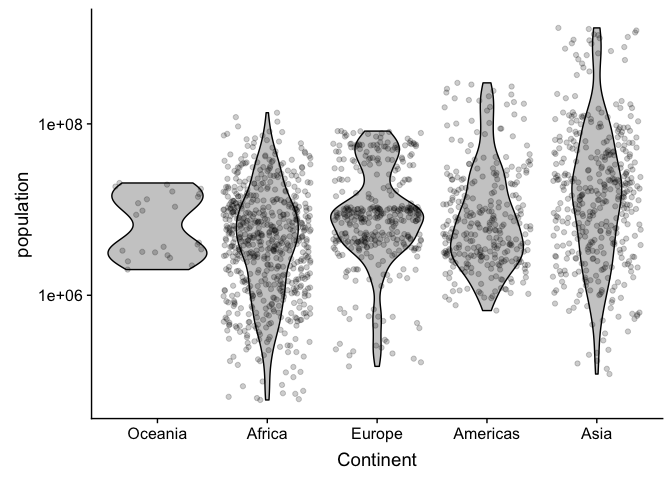 population
1e+08
1e+06
Oceania Africa Europe Americas Asia
Continent